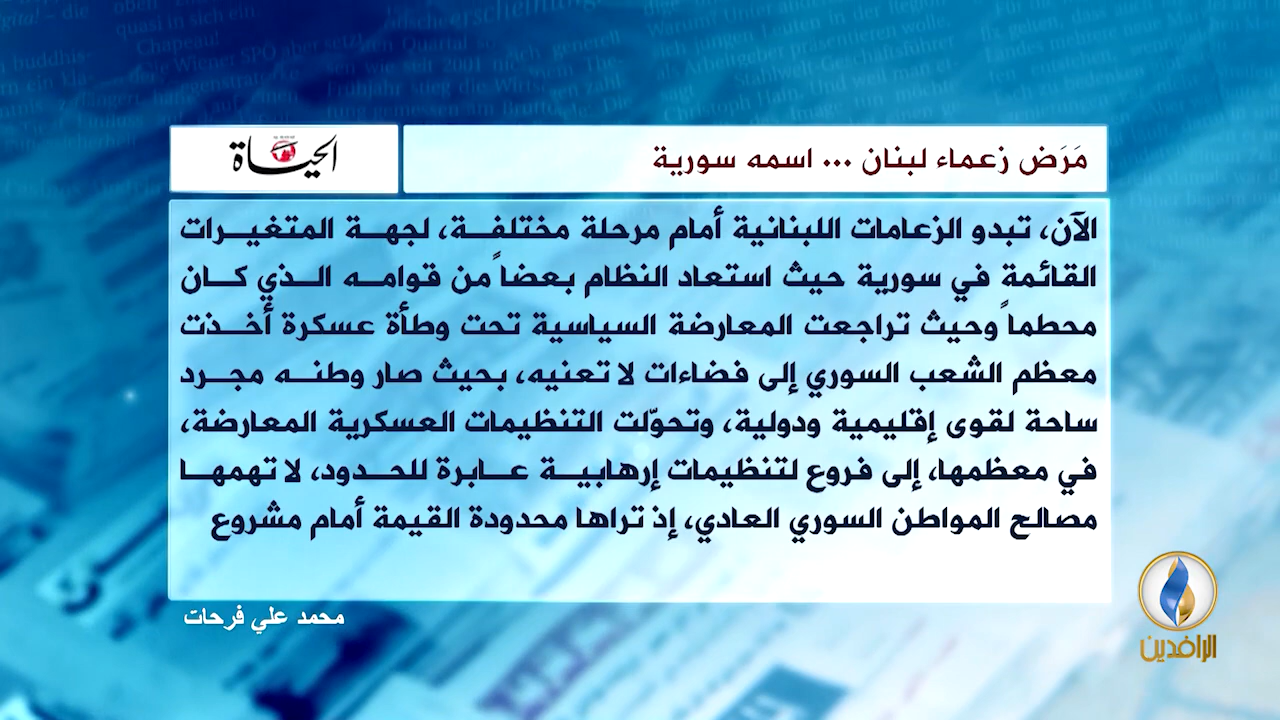 مَرَض زعماء لبنان ... اسمه سورية
الحياة
الآن، تبدو الزعامات اللبنانية أمام مرحلة مختلفة، لجهة المتغيرات
القائمة في سورية حيث استعاد النظام بعضاً من قوامه الذي كان
محطماً وحيث تراجعت المعارضة السياسية تحت وطأة عسكرة أخذت
معظم الشعب السوري إلى فضاءات لا تعنيه، بحيث صار وطنه مجرد
ساحة لقوى إقليمية ودولية، وتحوّلت التنظيمات العسكرية المعارضة،
في معظمها، إلى فروع لتنظيمات إرهابية عابرة للحدود، لا تهمها
مصالح المواطن السوري العادي، إذ تراها محدودة القيمة أمام مشروع
محمد علي فرحات
الرافدين